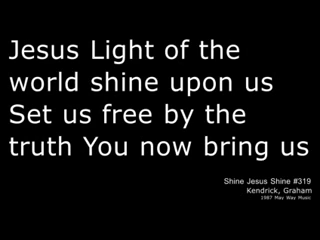 Jesus Light of the
world shine upon us
Set us free by the
truth You now bring us
Shine Jesus Shine #319
Kendrick, Graham
1987 May Way Music